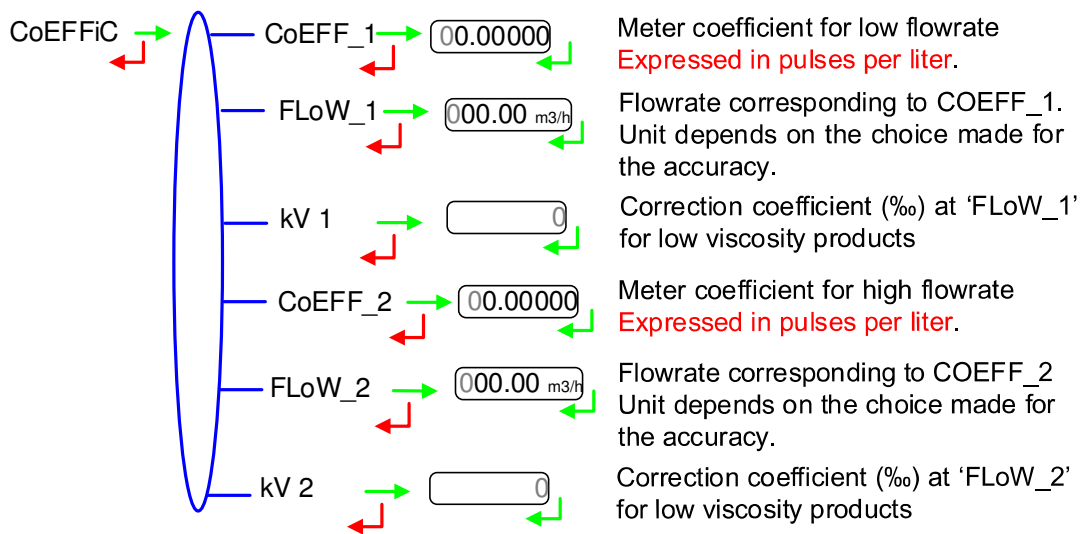 CoEFFiC
CoEFF_1
00.00000
Meter coefficient for low flowrate
Expressed in pulses per liter.
FLoW_1
000.00 m3/h
Flowrate corresponding to COEFF_1.
Unit depends on the choice made for
the accuracy.
kV 1
0
Correction coefficient (‰) at ‘FLoW_1’
for low viscosity products
CoEFF_2
00.00000
Meter coefficient for high flowrate
Expressed in pulses per liter.
FLoW_2
000.00 m3/h
Flowrate corresponding to COEFF_2
Unit depends on the choice made for
the accuracy.
kV 2
0
Correction coefficient (‰) at ‘FLoW_2’
for low viscosity products